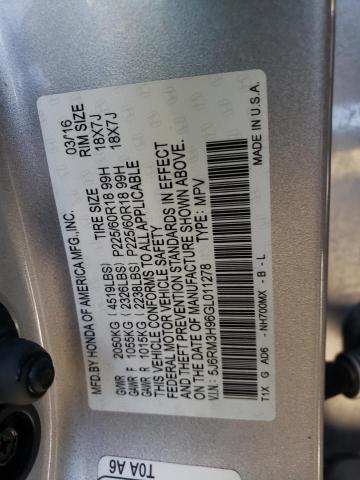 MFD. BY HONDA OF AMERICA MFG., INC. 03/16
TIRE SIZE RIM SIZE
GVWR 2050KG ( 4519LBS)
GAWR F 1055KG ( 2326LBS) P225/60R18 99H 18X7J
GAWR R 1015KG ( 2238LBS) P225/60R18 99H 18X7J
THIS VEHICLE CONFORMS TO ALL APPLICABLE
FEDERAL MOTOR VEHICLE SAFETY
AND THEFT PREVENTION STANDARDS IN EFFECT
ON THE DATE OF MANUFACTURE SHOWN ABOVE.
V.I.N.: 5J6RM3H96GL011278 TYPE: MPV
T1X G AD6 -NH700MX - B - L MADE IN U.S.A.
T0A A6